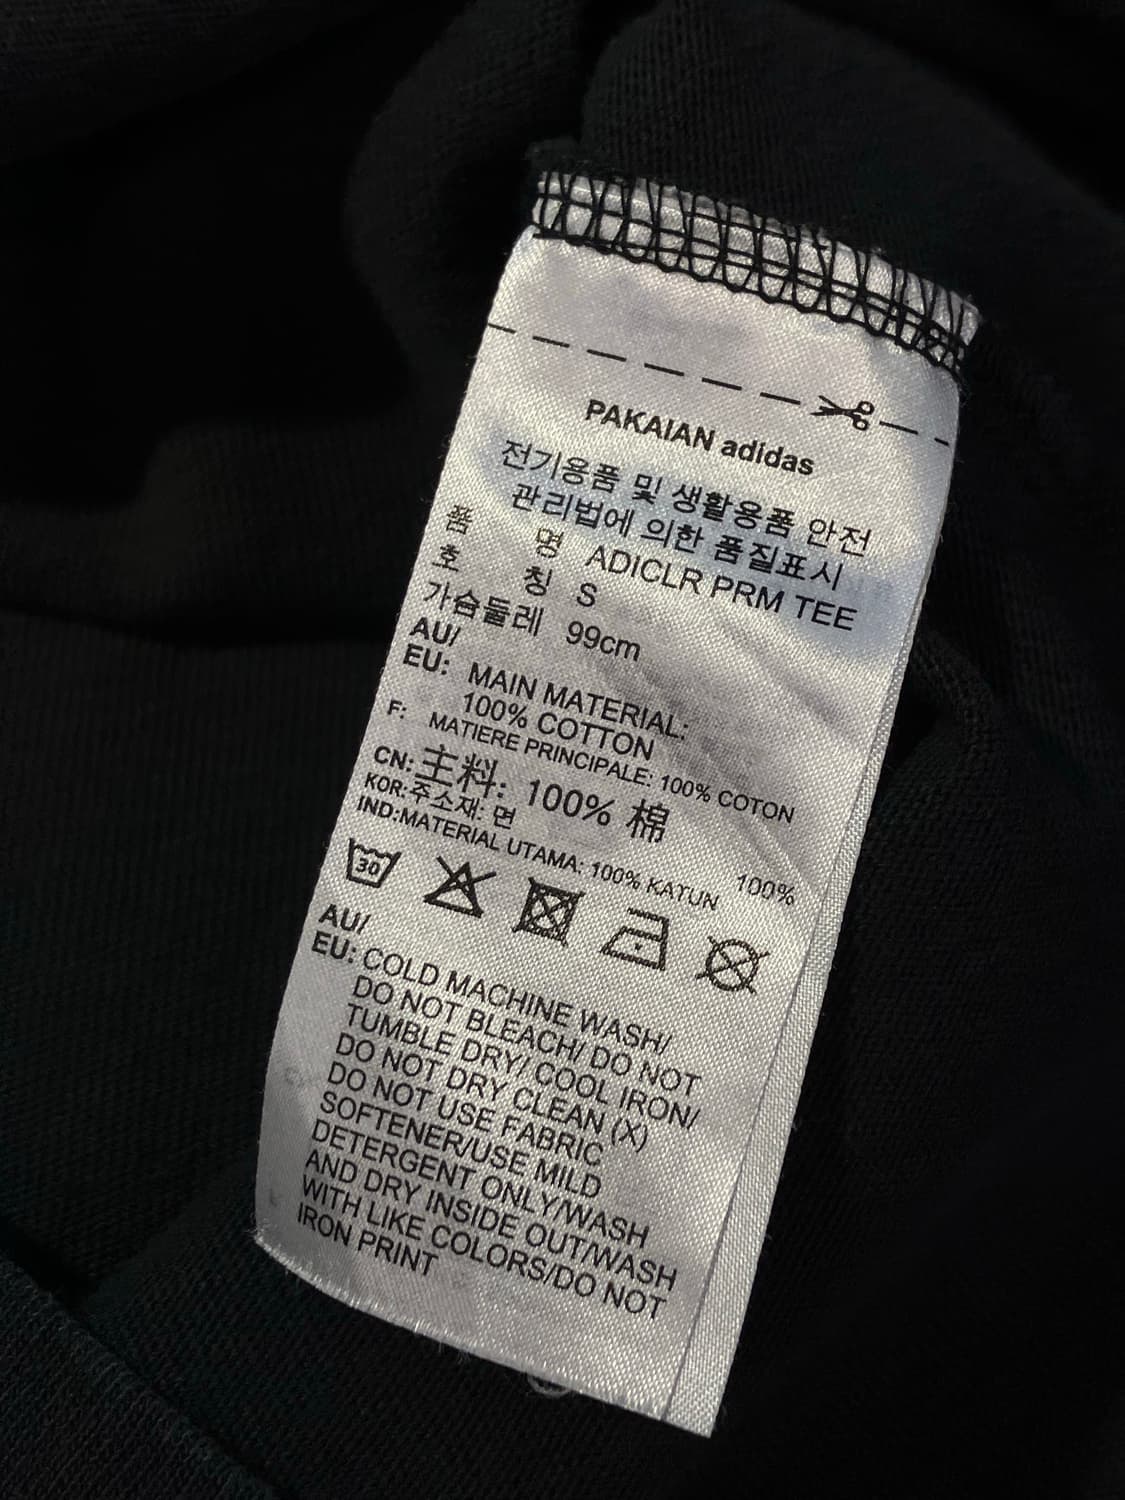 PAKAIAN adidas
전기용품 및 생활용품 안전
관리법에 의한 품질표시
품 명 ADICLR PRM TEE
호 칭 S
가슴둘레 99cm
AU/
EU: MAIN MATERIAL:
100% COTTON
F: MATIERE PRINCIPALE: 100% COTON
CN: 主料: 100% 棉
KOR:주소재: 면 100%
IND:MATERIAL UTAMA: 100% KATUN
30
AU/
EU: COLD MACHINE WASH/
DO NOT BLEACH/ DO NOT
TUMBLE DRY/ COOL IRON/
DO NOT DRY CLEAN (X)
DO NOT USE FABRIC
SOFTENER/USE MILD
DETERGENT ONLY/WASH
AND DRY INSIDE OUT/WASH
WITH LIKE COLORS/DO NOT
IRON PRINT